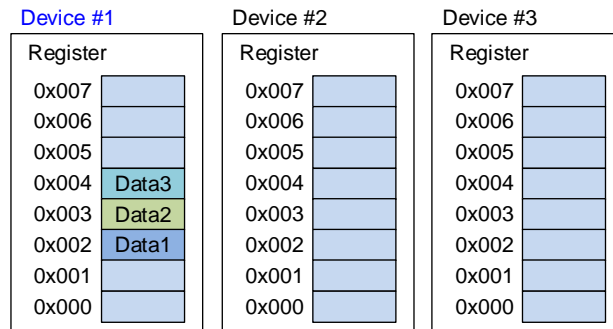 Device #1 Device #2 Device #3
Register Register Register
0x007 0x007 0x007
0x006 0x006 0x006
0x005 0x005 0x005
0x004 Data3 0x004 0x004
0x003 Data2 0x003 0x003
0x002 Data1 0x002 0x002
0x001 0x001 0x001
0x000 0x000 0x000